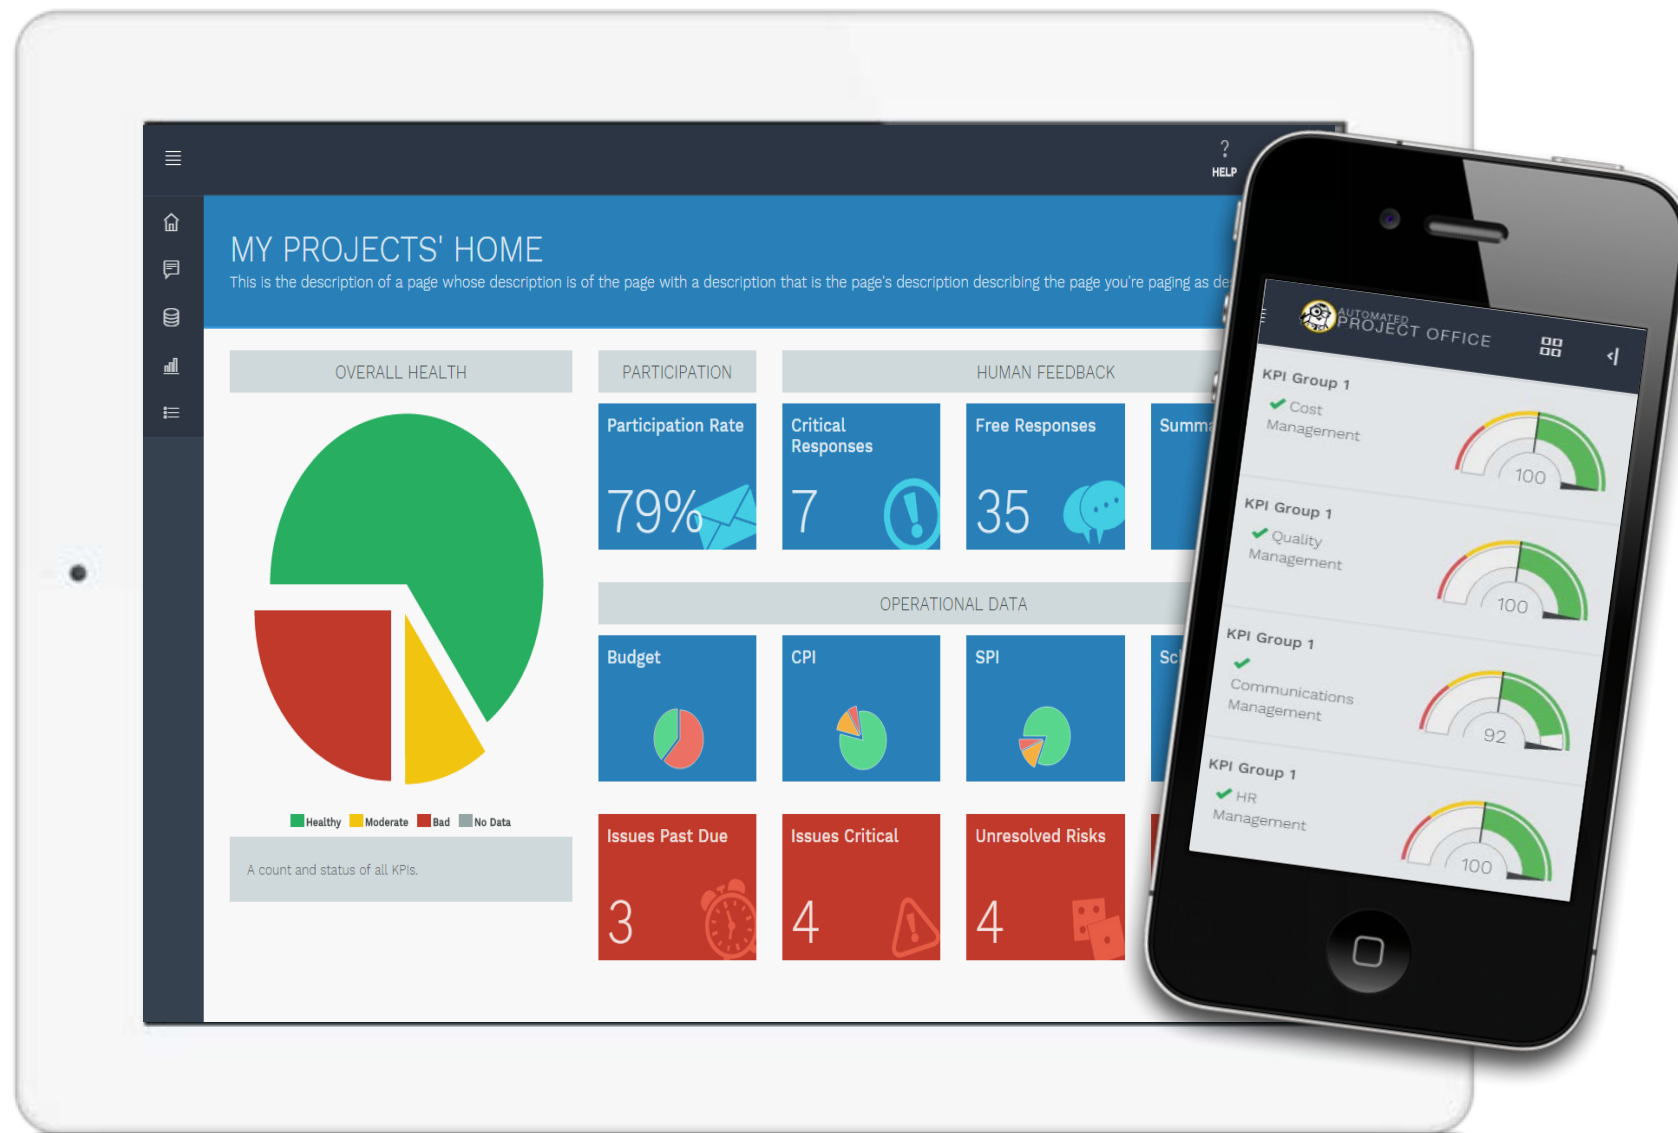 HELP
MY PROJECTS' HOME
This is the description of a page whose description is of the page with a description that is the page's description describing the page you're paging as
OVERALL HEALTH
PARTICIPATION
HUMAN FEEDBACK
Participation Rate
79%
Critical
Responses
7
Free Responses
35
OPERATIONAL DATA
Budget
CPI
SPI
Healthy Moderate Bad No Data
A count and status of all KPIs.
Issues Past Due
3
Issues Critical
4
Unresolved Risks
4
AUTOMATED
PROJECT OFFICE
KPI Group 1
Cost
Management
100
KPI Group 1
Quality
Management
100
KPI Group 1
Communications
Management
92
KPI Group 1
HR
Management
100